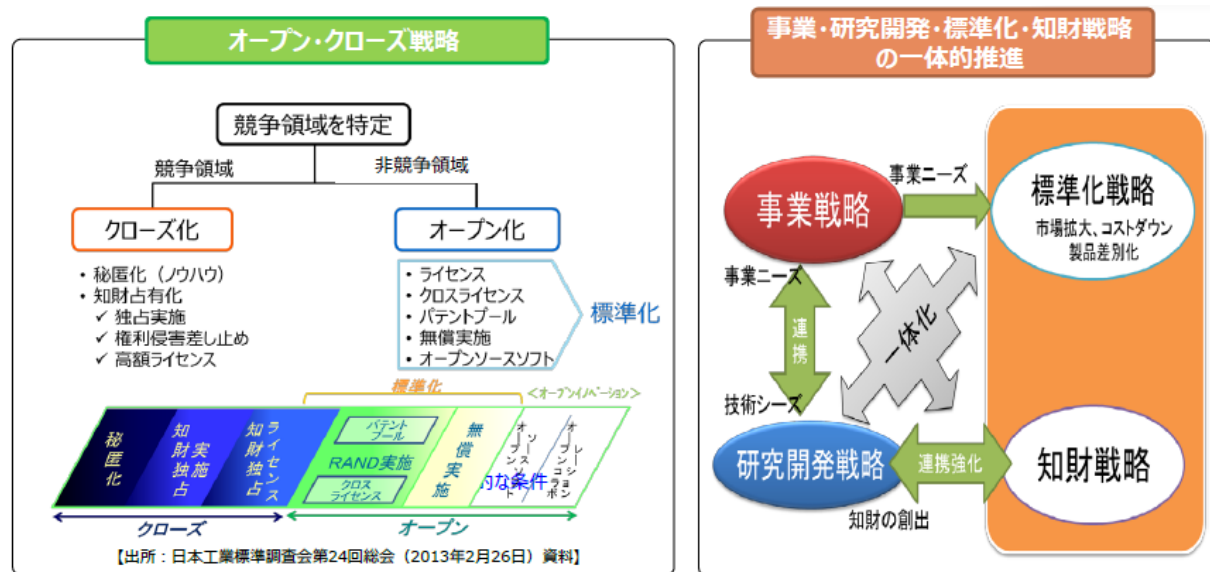 オープン・クローズ戦略
競争領域を特定
競争領域
非競争領域
クローズ化
オープン化
・秘匿化（ノウハウ）
・知財占有化
✓ 独占実施
✓ 権利侵害差し止め
✓ 高額ライセンス
・ライセンス
・クロスライセンス
・パテントプール
・無償実施
・オープンソースソフト
標準化
標準化
＜オープンイノベーション＞
秘匿化
知財独占
実施
知財独占
ライセンス
パテント
プール
RAND実施
クロス
ライセンス
無償実施
オープン
ソースソフト
的な条件
オープンコラボ
レーション
クローズ
オープン
【出所：日本工業標準調査会第24回総会（2013年2月26日）資料】
事業・研究開発・標準化・知財戦略
の一体的推進
事業戦略
事業ニーズ
標準化戦略
市場拡大、コストダウン
製品差別化
事業ニーズ
連携
一体化
技術シーズ
研究開発戦略
連携強化
知財戦略
知財の創出